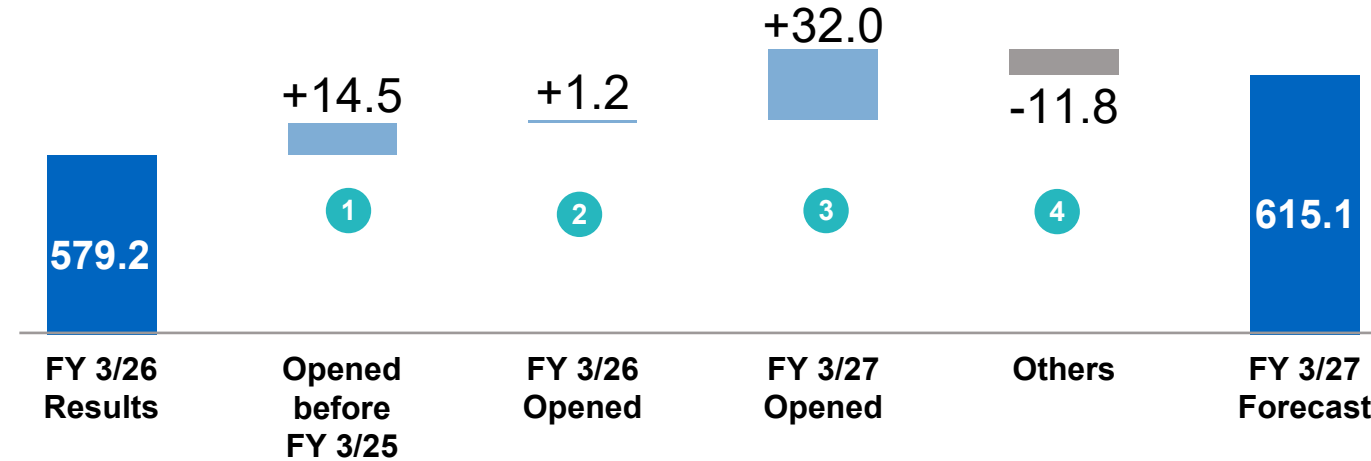 +32.0
+14.5
+1.2
-11.8
1
2
3
4
579.2
615.1
FY 3/26
Results
Opened
before
FY 3/25
FY 3/26
Opened
FY 3/27
Opened
Others
FY 3/27
Forecast